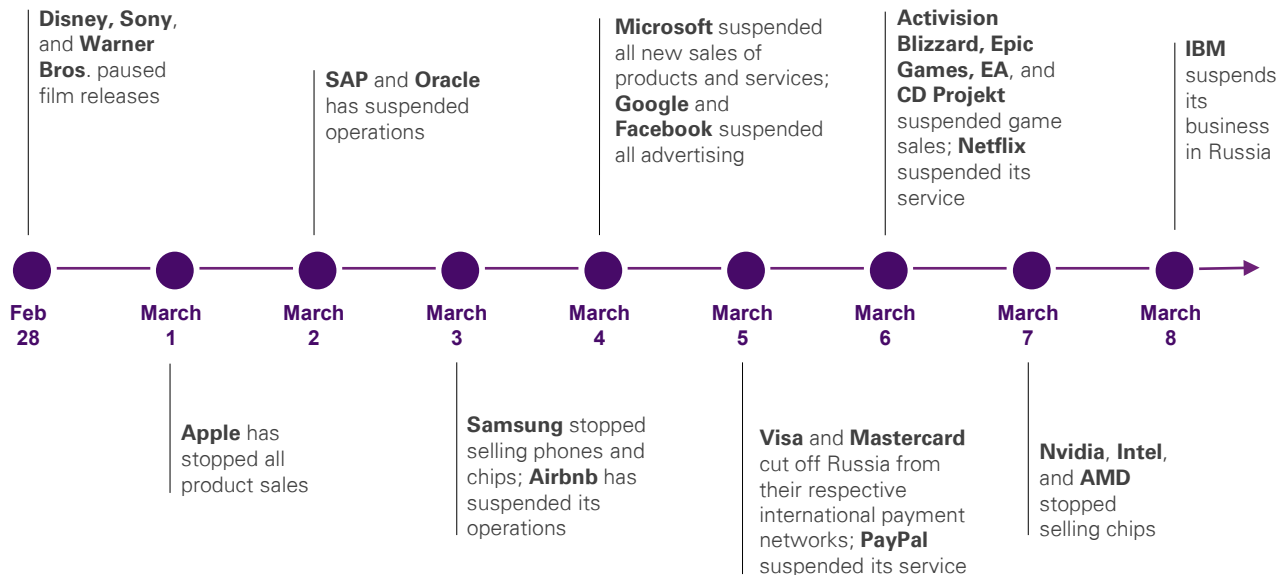 Disney, Sony,
and Warner
Bros. paused
film releases
SAP and Oracle
has suspended
operations
Microsoft suspended
all new sales of
products and services;
Google and
Facebook suspended
all advertising
Activision
Blizzard, Epic
Games, EA, and
CD Projekt
suspended game
sales; Netflix
suspended its
service
IBM
suspends
its
business
in Russia
Feb
28
March
1
March
2
March
3
March
4
March
5
March
6
March
7
March
8
Apple has
stopped all
product sales
Samsung stopped
selling phones and
chips; Airbnb has
suspended its
operations
Visa and Mastercard
cut off Russia from
their respective
international payment
networks; PayPal
suspended its service
Nvidia, Intel,
and AMD
stopped
selling chips